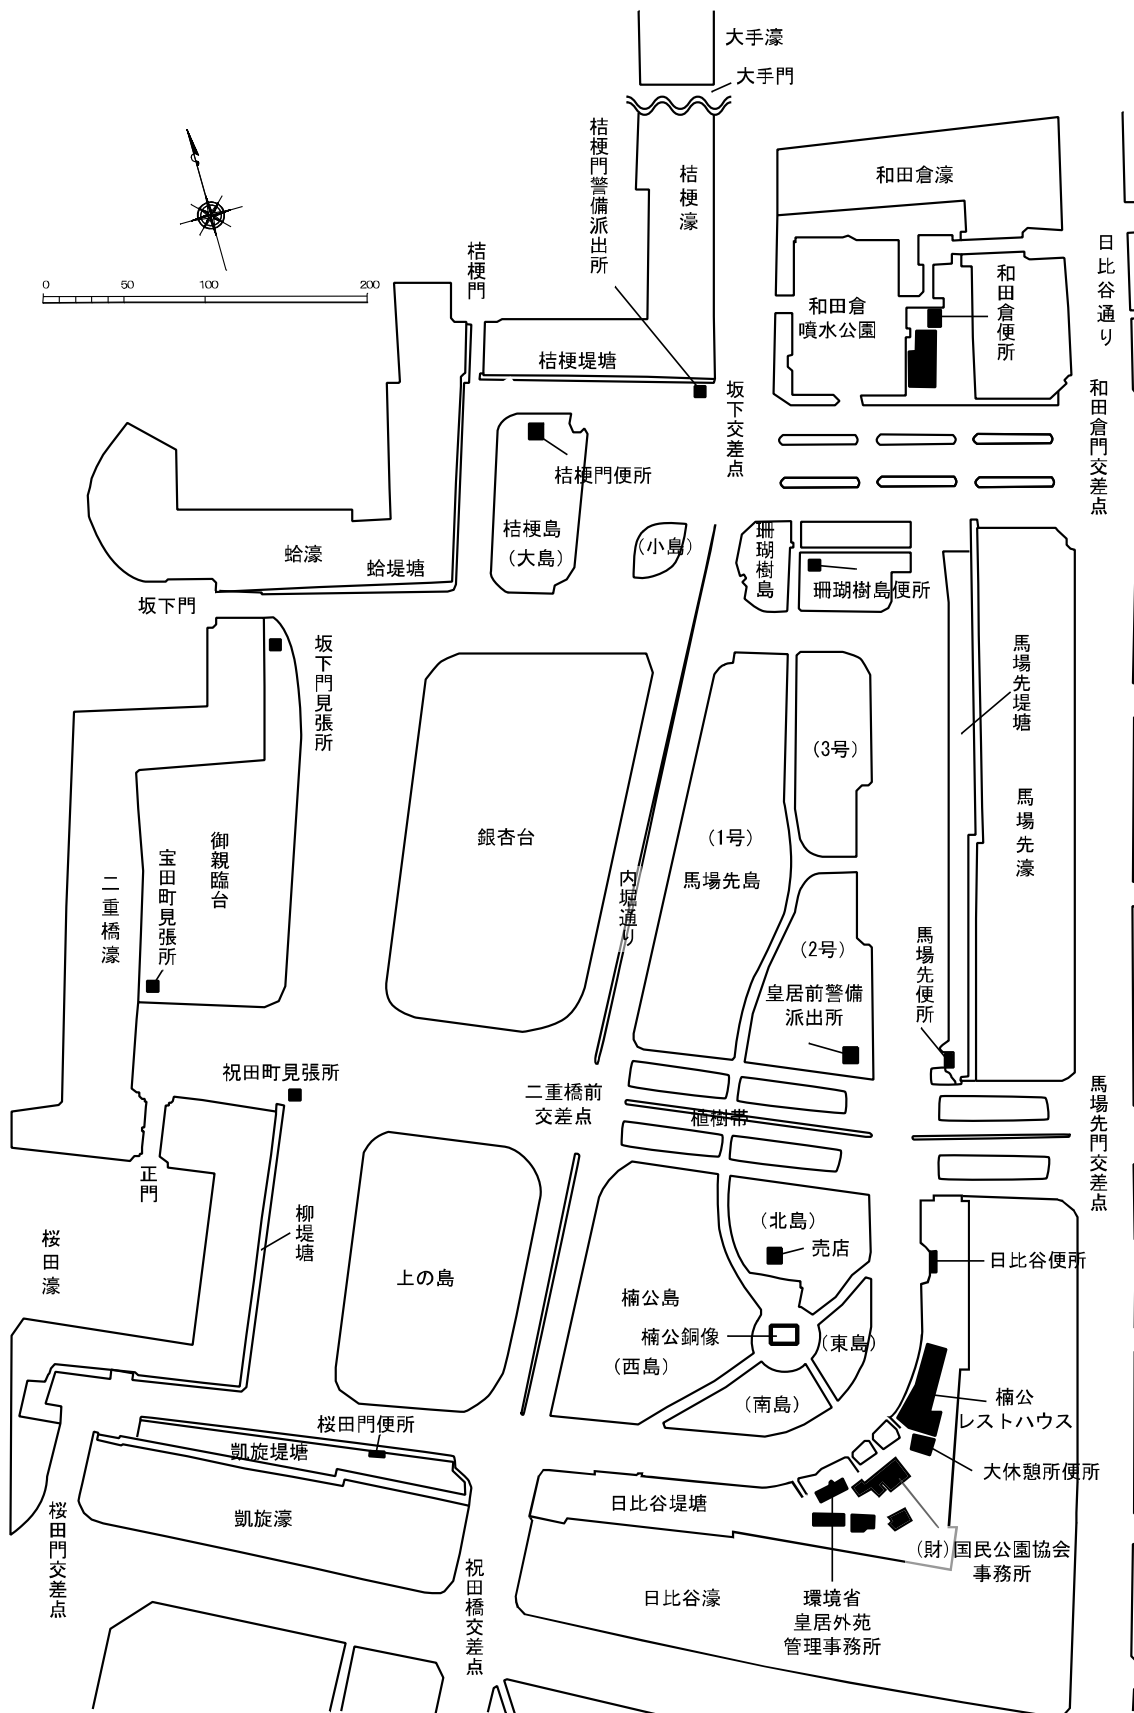 大手濠
大手門
桔梗門警備派出所
桔梗濠
和田倉濠
日比谷通り
桔梗門
和田倉便所
0 50 100 200
和田倉
噴水公園
桔梗堤塘
坂下交差点
和田倉門交差点
桔梗門便所
桔梗島
（大島）
（小島）
珊瑚樹島
珊瑚樹島便所
蛤濠
蛤堤塘
坂下門
坂下門見張所
馬場先堤塘
（3号）
馬場先濠
銀杏台
（1号）
馬場先島
御親臨台
宝田町見張所
二重橋濠
内堀通り
（2号）
皇居前警備
派出所
馬場先便所
祝田町見張所
二重橋前
交差点
植樹帯
馬場先門交差点
正門
柳堤塘
桜田濠
（北島）
売店
日比谷便所
上の島
楠公島
楠公銅像
（西島）
（東島）
（南島）
楠公
レストハウス
桜田門便所
凱旋堤塘
大休憩所便所
日比谷堤塘
凱旋濠
桜田門交差点
（財）国民公園協会
事務所
祝田橋交差点
日比谷濠
環境省
皇居外苑
管理事務所